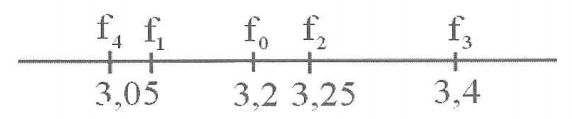 f₄ f₁ f₀ f₂ f₃
3,05 3,2 3,25 3,4